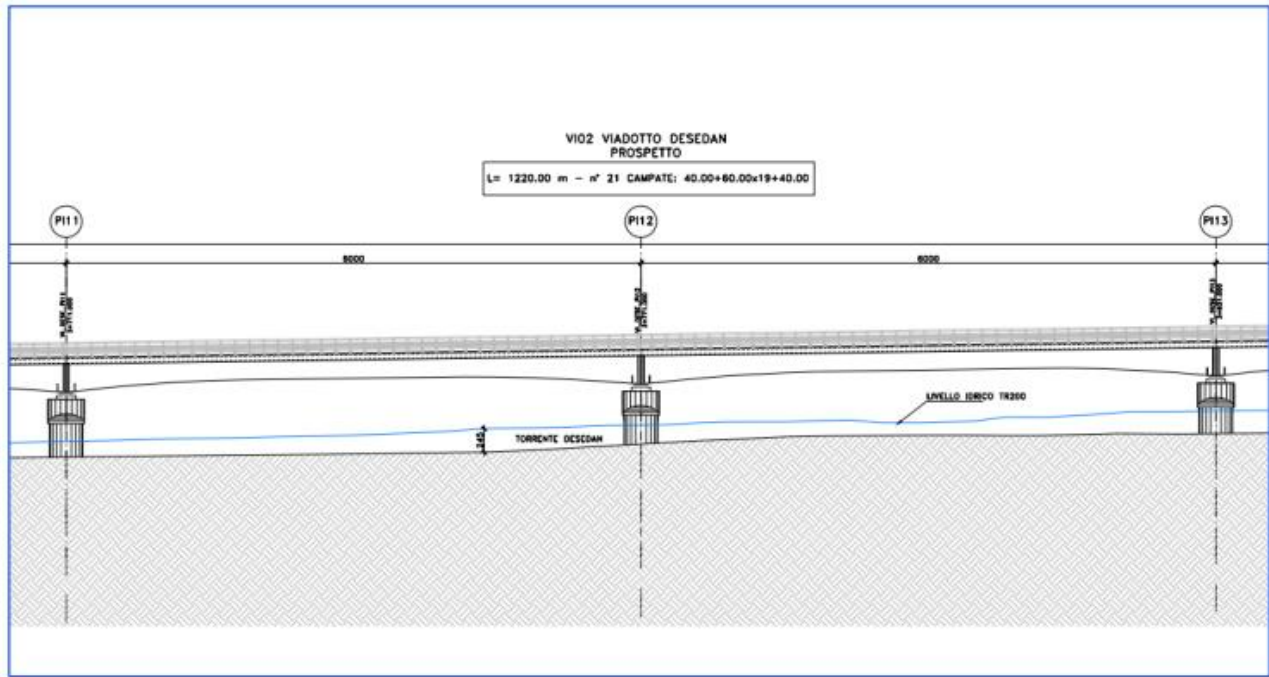 VI02 VIADOTTO DESEDAN
PROSPETTO
L= 1220.00 m - n° 21 CAMPATE: 40.00+60.00x19+40.00
PI11
PI12
PI13
6000
6000
LIVELLO IDRICO TR200
245
TORRENTE DESEDAN